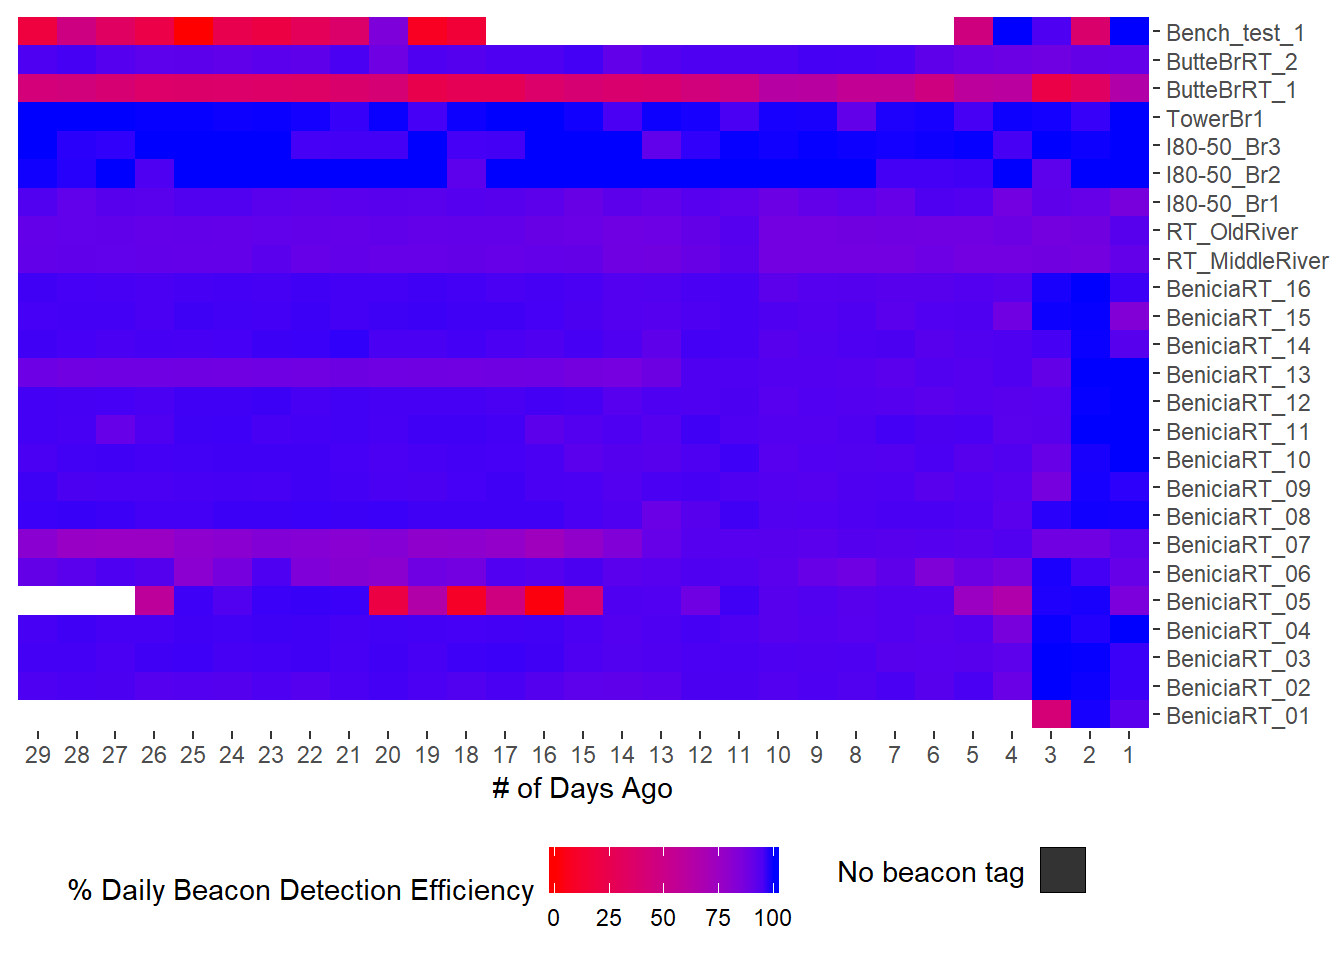 Bench_test_1
ButteBrRT_2
ButteBrRT_1
TowerBr1
I80-50_Br3
I80-50_Br2
I80-50_Br1
RT_OldRiver
RT_MiddleRiver
BeniciaRT_16
BeniciaRT_15
BeniciaRT_14
BeniciaRT_13
BeniciaRT_12
BeniciaRT_11
BeniciaRT_10
BeniciaRT_09
BeniciaRT_08
BeniciaRT_07
BeniciaRT_06
BeniciaRT_05
BeniciaRT_04
BeniciaRT_03
BeniciaRT_02
BeniciaRT_01
29 28 27 26 25 24 23 22 21 20 19 18 17 16 15 14 13 12 11 10 9 8 7 6 5 4 3 2 1
# of Days Ago
% Daily Beacon Detection Efficiency
0 25 50 75 100
No beacon tag